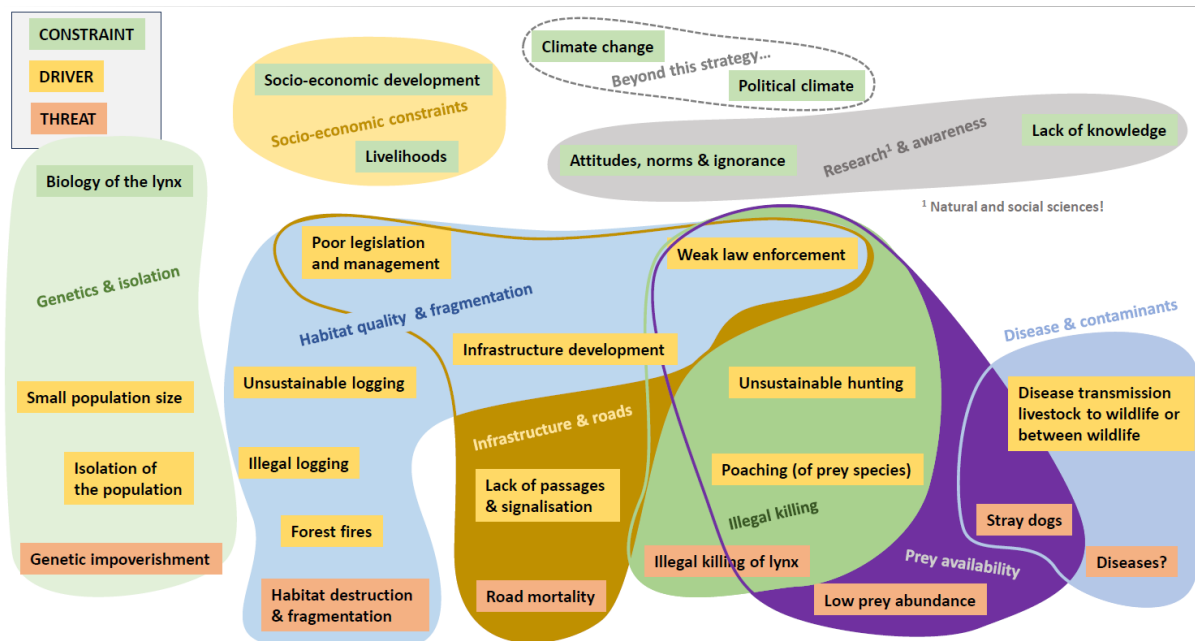 CONSTRAINT
DRIVER
THREAT
Climate change
Beyond this strategy...
Political climate
Socio-economic development
Socio-economic constraints
Livelihoods
Lack of knowledge
Research¹ & awareness
Attitudes, norms & ignorance
¹ Natural and social sciences!
Biology of the lynx
Genetics & isolation
Small population size
Isolation of
the population
Genetic impoverishment
Poor legislation
and management
Habitat quality & fragmentation
Unsustainable logging
Illegal logging
Forest fires
Habitat destruction
& fragmentation
Infrastructure development
Infrastructure & roads
Lack of passages
& signalisation
Road mortality
Weak law enforcement
Unsustainable hunting
Poaching (of prey species)
Illegal killing
Illegal killing of lynx
Low prey abundance
Prey availability
Stray dogs
Disease & contaminants
Disease transmission
livestock to wildlife or
between wildlife
Diseases?